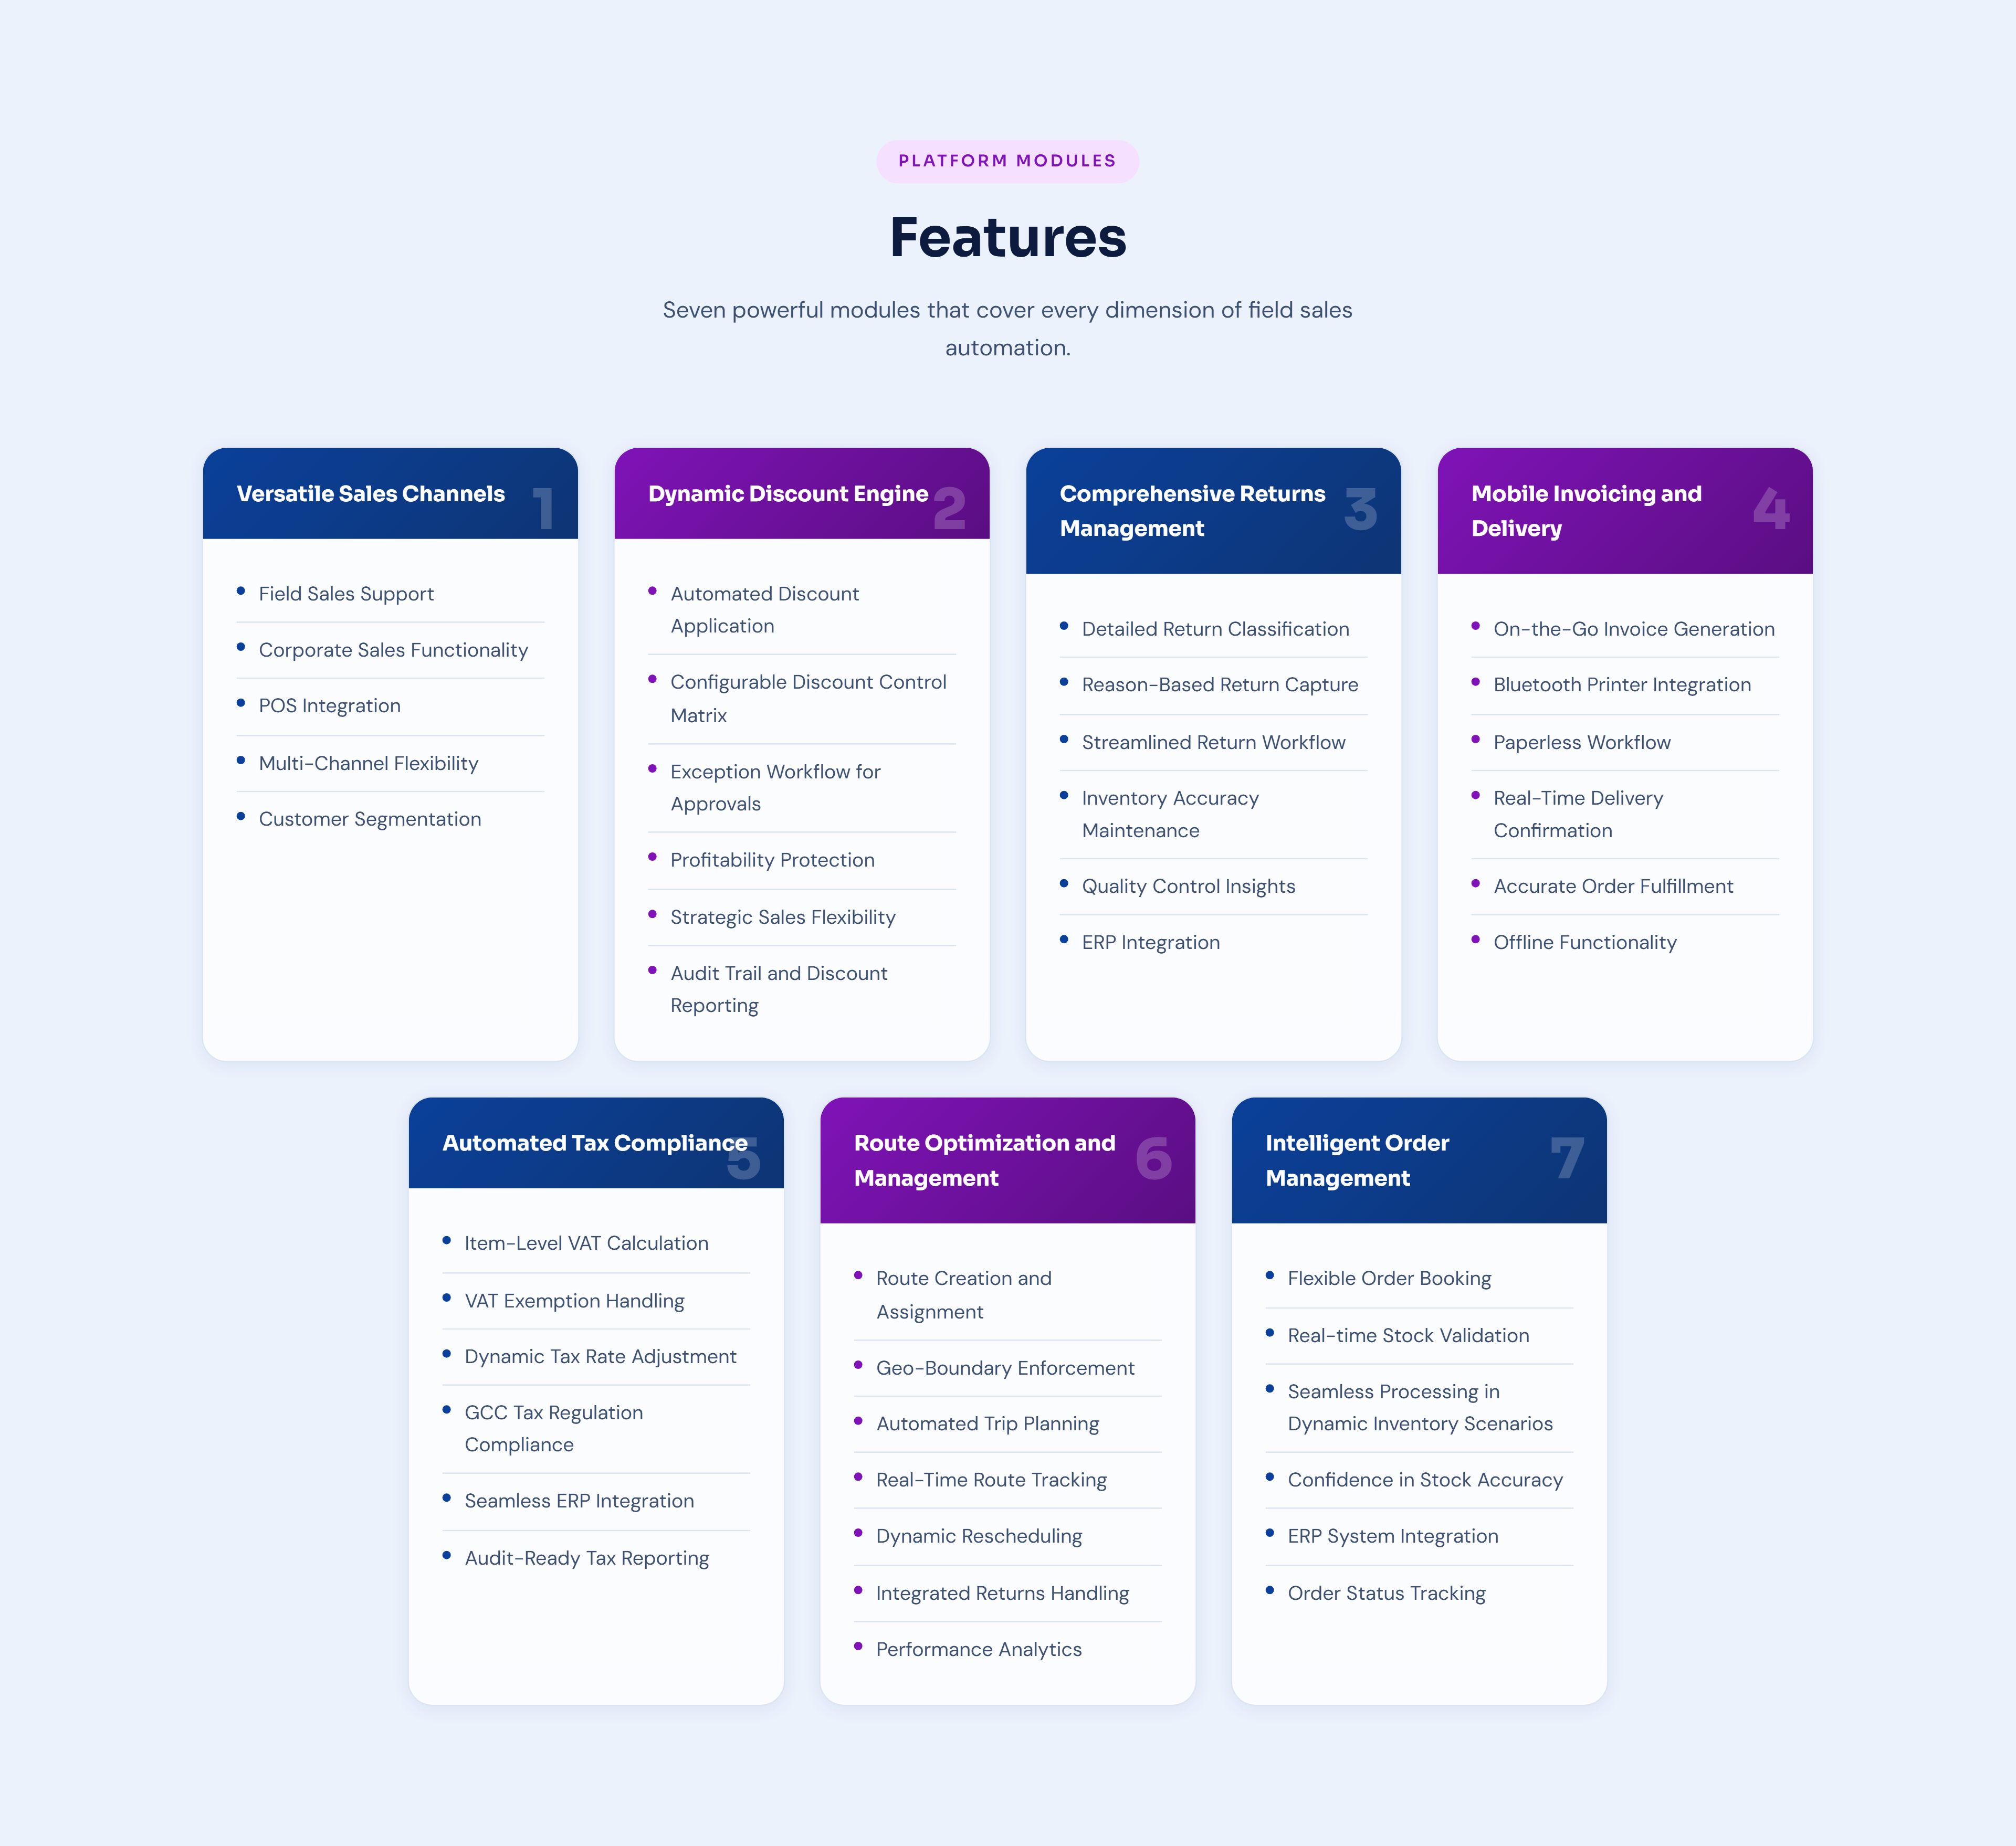 PLATFORM MODULES
Features
Seven powerful modules that cover every dimension of field sales
automation.
Versatile Sales Channels
1
Field Sales Support
Corporate Sales Functionality
POS Integration
Multi-Channel Flexibility
Customer Segmentation
Dynamic Discount Engine
2
Automated Discount
Application
Configurable Discount Control
Matrix
Exception Workflow for
Approvals
Profitability Protection
Strategic Sales Flexibility
Audit Trail and Discount
Reporting
Comprehensive Returns
Management
3
Detailed Return Classification
Reason-Based Return Capture
Streamlined Return Workflow
Inventory Accuracy
Maintenance
Quality Control Insights
ERP Integration
Mobile Invoicing and
Delivery
4
On-the-Go Invoice Generation
Bluetooth Printer Integration
Paperless Workflow
Real-Time Delivery
Confirmation
Accurate Order Fulfillment
Offline Functionality
Automated Tax Compliance
5
Item-Level VAT Calculation
VAT Exemption Handling
Dynamic Tax Rate Adjustment
GCC Tax Regulation
Compliance
Seamless ERP Integration
Audit-Ready Tax Reporting
Route Optimization and
Management
6
Route Creation and
Assignment
Geo-Boundary Enforcement
Automated Trip Planning
Real-Time Route Tracking
Dynamic Rescheduling
Integrated Returns Handling
Performance Analytics
Intelligent Order
Management
7
Flexible Order Booking
Real-time Stock Validation
Seamless Processing in
Dynamic Inventory Scenarios
Confidence in Stock Accuracy
ERP System Integration
Order Status Tracking